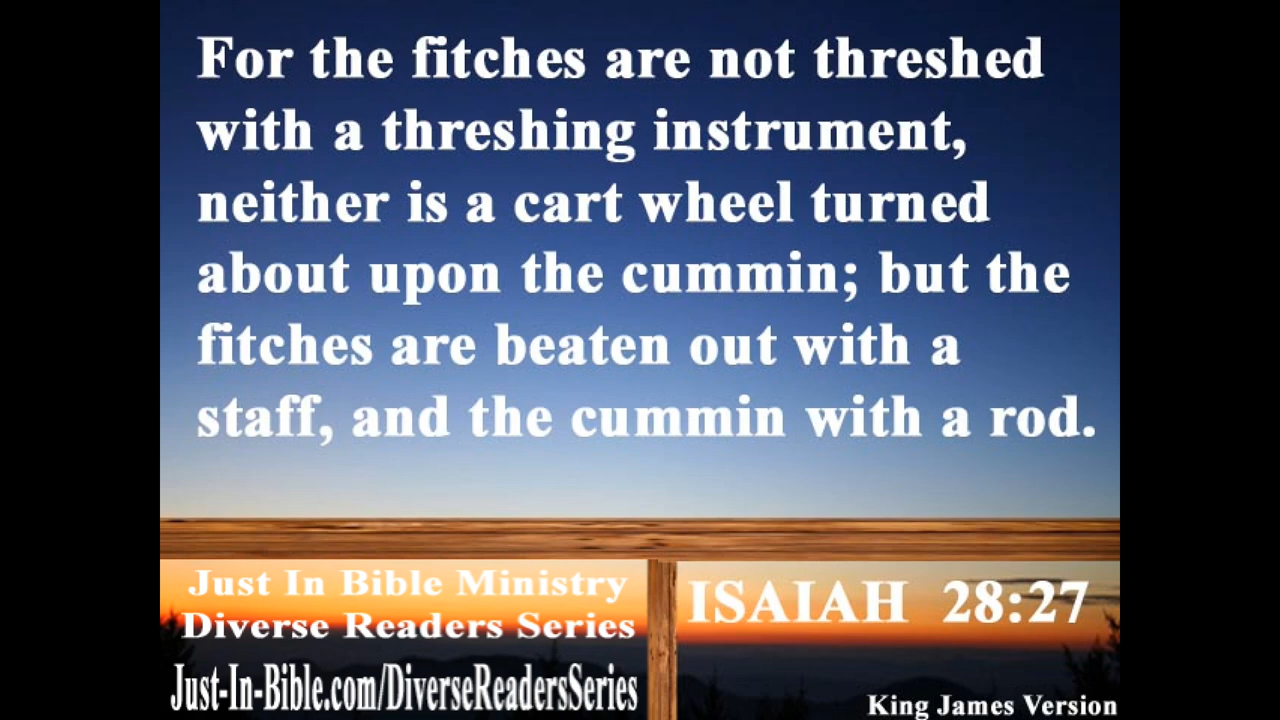 For the fitches are not threshed
with a threshing instrument,
neither is a cart wheel turned
about upon the cummin; but the
fitches are beaten out with a
staff, and the cummin with a rod.
Just In Bible Ministry
Diverse Readers Series
Just-In-Bible.com/DiverseReadersSeries
ISAIAH 28:27
King James Version